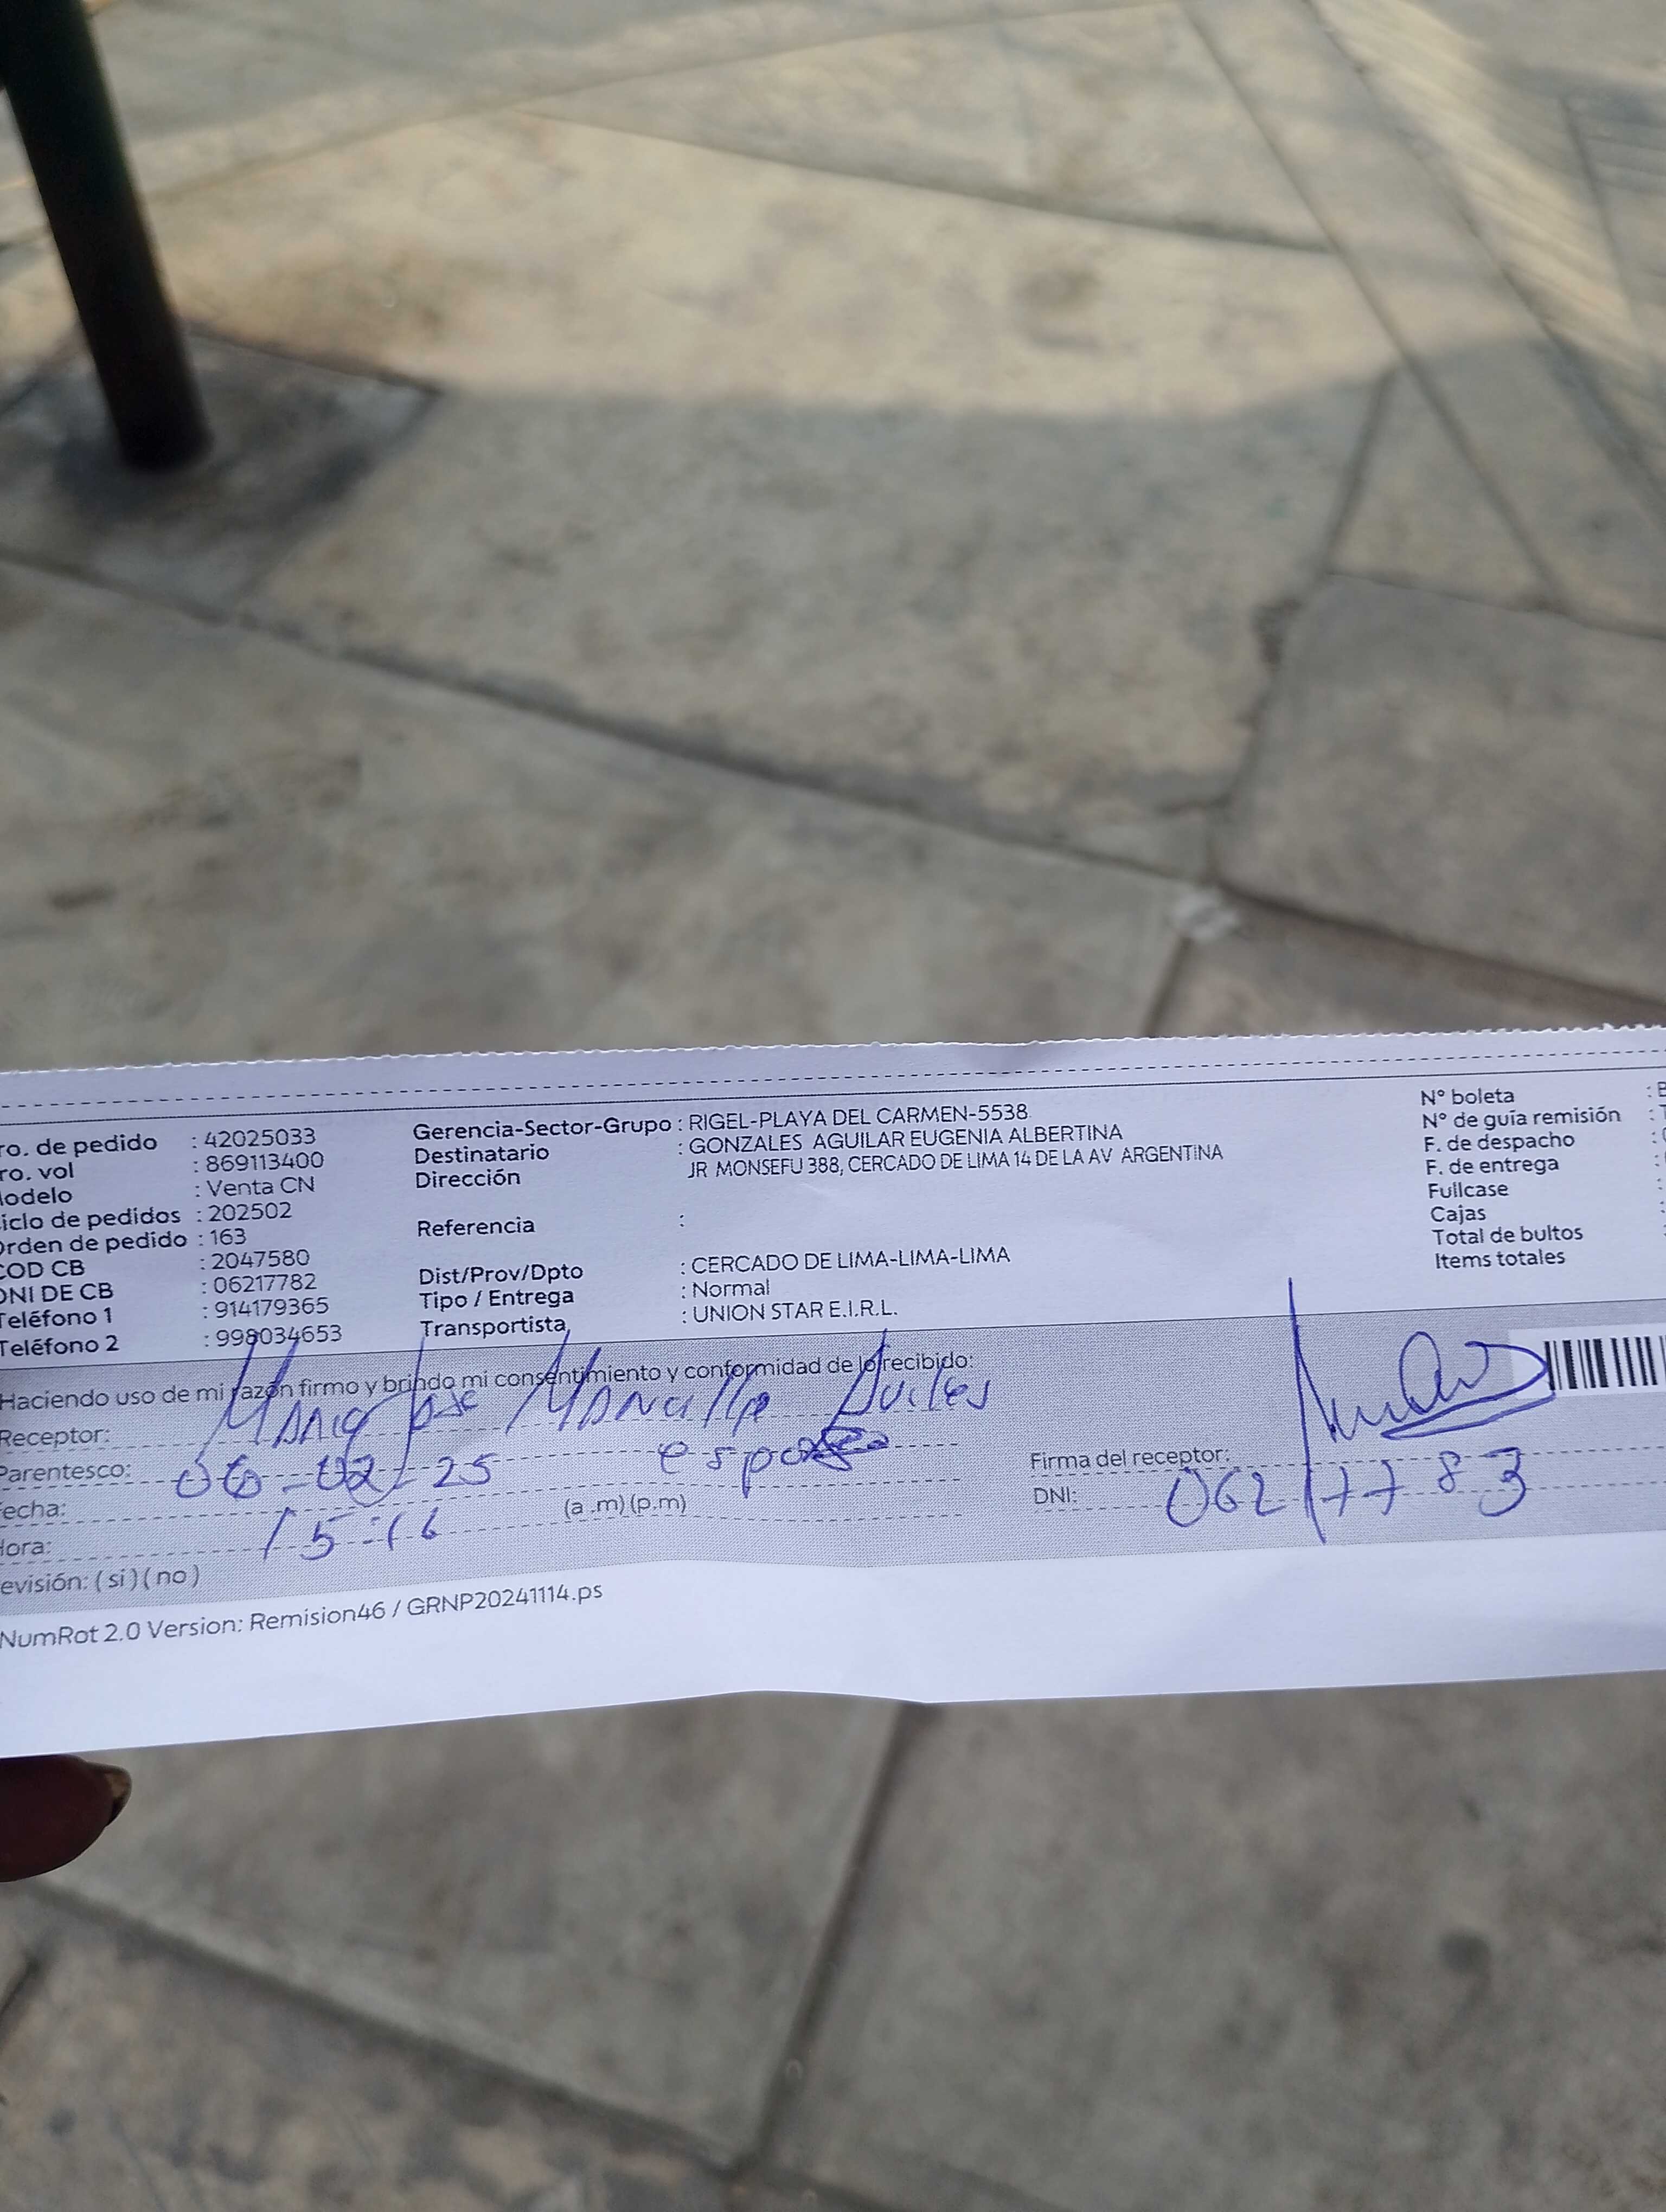 ro. de pedido : 42025033
ro. vol : 869113400
odelo : Venta CN
iclo de pedidos : 202502
rden de pedido : 163
COD CB : 2047580
DNI DE CB : 06217782
Teléfono 1 : 914179365
Teléfono 2 : 998034653
Gerencia-Sector-Grupo : RIGEL-PLAYA DEL CARMEN-5538
Destinatario : GONZALES AGUILAR EUGENIA ALBERTINA
Dirección JR MONSEFU 388, CERCADO DE LIMA 14 DE LA AV ARGENTINA
Referencia :
Dist/Prov/Dpto : CERCADO DE LIMA-LIMA-LIMA
Tipo / Entrega : Normal
Transportista : UNION STAR E.I.R.L.
N° boleta : B
N° de guía remisión :
F. de despacho :
F. de entrega :
Fullcase :
Cajas :
Total de bultos
Items totales
Haciendo uso de mi razón firmo y brindo mi consentimiento y conformidad de lo recibido:
Receptor: Jose Mancilla Aviles
Parentesco:
echa: 06-02-25
ora: 15:16 (a.m) (p.m)
evisión: ( si ) ( no )
Firma del receptor:
DNI: 06217783
NumRot 2.0 Version: Remision46 / GRNP20241114.ps